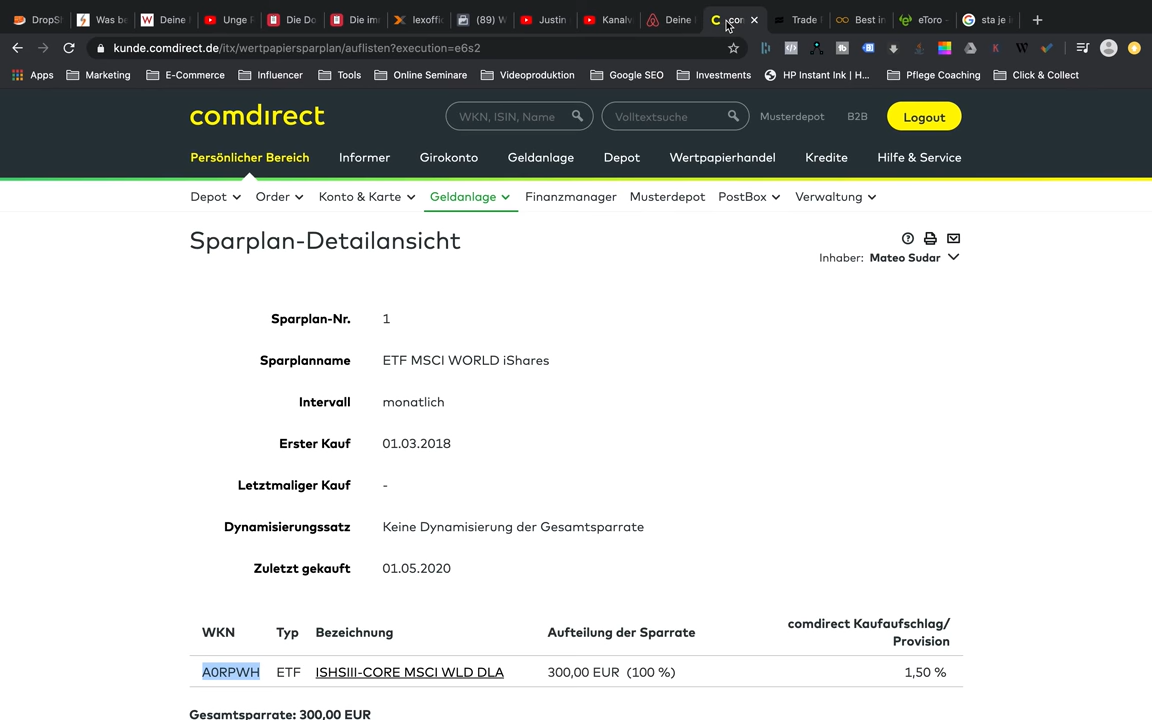 DropSh
Was be
Deine
Unge F
Die Do
Die im
lexoffic
(89) W
Justin
Kanalv
Deine
com
Trade
Best in
eToro
sta je i
kunde.comdirect.de/itx/wertpapiersparplan/auflisten?execution=e6s2
Apps Marketing E-Commerce Influencer Tools Online Seminare Videoproduktion Google SEO Investments HP Instant Ink | H... Pflege Coaching Click & Collect
comdirect WKN, ISIN, Name Volltextsuche Musterdepot B2B Logout
Persönlicher Bereich Informer Girokonto Geldanlage Depot Wertpapierhandel Kredite Hilfe & Service
Depot Order Konto & Karte Geldanlage Finanzmanager Musterdepot PostBox Verwaltung
Sparplan-Detailansicht
Inhaber: Mateo Sudar
Sparplan-Nr. 1
Sparplanname ETF MSCI WORLD iShares
Intervall monatlich
Erster Kauf 01.03.2018
Letztmaliger Kauf -
Dynamisierungssatz Keine Dynamisierung der Gesamtsparrate
Zuletzt gekauft 01.05.2020
WKN Typ Bezeichnung Aufteilung der Sparrate comdirect Kaufaufschlag/
Provision
A0RPWH ETF ISHSIII-CORE MSCI WLD DLA 300,00 EUR (100 %) 1,50 %
Gesamtsparrate: 300,00 EUR